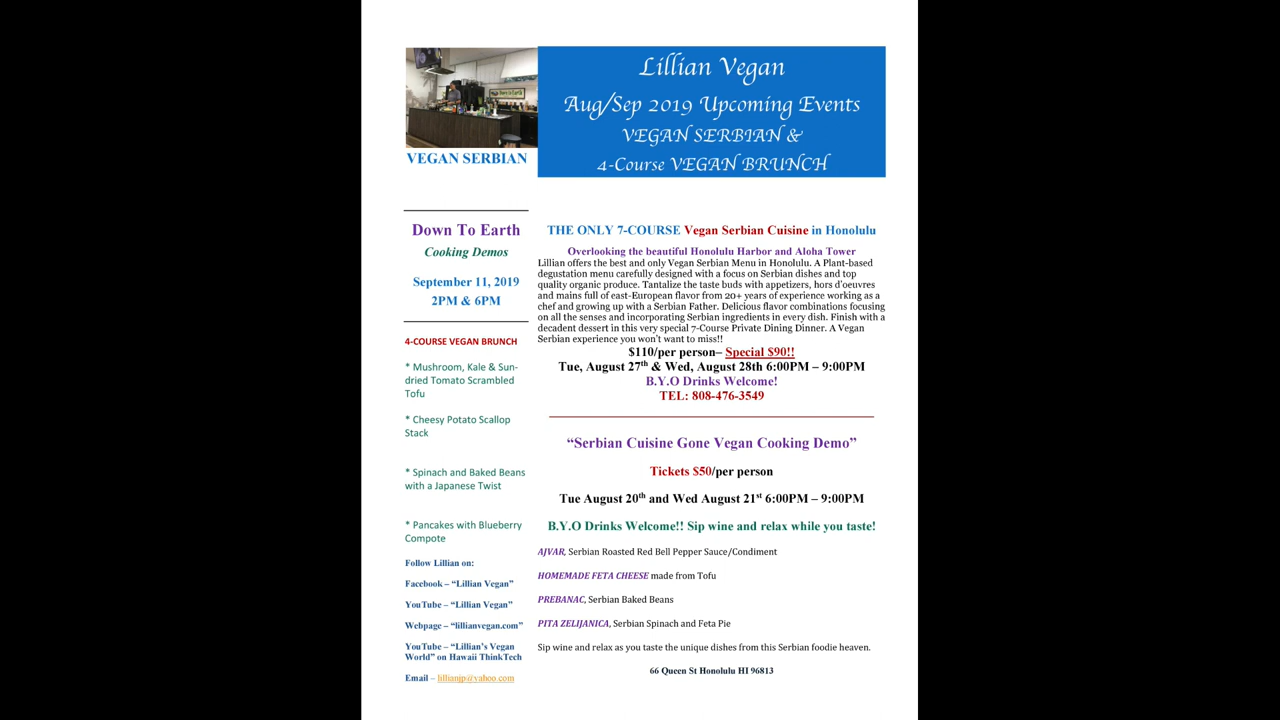 Lillian Vegan
Aug/Sep 2019 Upcoming Events
VEGAN SERBIAN &
4-Course VEGAN BRUNCH
VEGAN SERBIAN
Down To Earth
Cooking Demos
September 11, 2019
2PM & 6PM
4-COURSE VEGAN BRUNCH
* Mushroom, Kale & Sun-
dried Tomato Scrambled
Tofu
* Cheesy Potato Scallop
Stack
* Spinach and Baked Beans
with a Japanese Twist
* Pancakes with Blueberry
Compote
Follow Lillian on:
Facebook – “Lillian Vegan”
YouTube – “Lillian Vegan”
Webpage – “lillianvegan.com”
YouTube – “Lillian’s Vegan
World” on Hawaii ThinkTech
Email – lillianjp@yahoo.com
THE ONLY 7-COURSE Vegan Serbian Cuisine in Honolulu
Overlooking the beautiful Honolulu Harbor and Aloha Tower
Lillian offers the best and only Vegan Serbian Menu in Honolulu. A Plant-based
degustation menu carefully designed with a focus on Serbian dishes and top
quality organic produce. Tantalize the taste buds with appetizers, hors d’oeuvres
and mains full of east-European flavor from 20+ years of experience working as a
chef and growing up with a Serbian Father. Delicious flavor combinations focusing
on all the senses and incorporating Serbian ingredients in every dish. Finish with a
decadent dessert in this very special 7-Course Private Dining Dinner. A Vegan
Serbian experience you won’t want to miss!!
$110/per person– Special $90!!
Tue, August 27th & Wed, August 28th 6:00PM – 9:00PM
B.Y.O Drinks Welcome!
TEL: 808-476-3549
“Serbian Cuisine Gone Vegan Cooking Demo”
Tickets $50/per person
Tue August 20th and Wed August 21st 6:00PM – 9:00PM
B.Y.O Drinks Welcome!! Sip wine and relax while you taste!
AJVAR, Serbian Roasted Red Bell Pepper Sauce/Condiment
HOMEMADE FETA CHEESE made from Tofu
PREBANAC, Serbian Baked Beans
PITA ZELIJANICA, Serbian Spinach and Feta Pie
Sip wine and relax as you taste the unique dishes from this Serbian foodie heaven.
66 Queen St Honolulu HI 96813